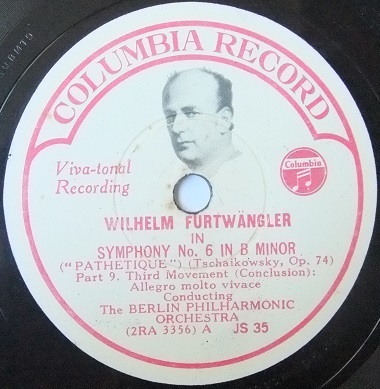 COLUMBIA RECORD
Viva-tonal
Recording
Columbia
WILHELM FURTWÄNGLER
IN
SYMPHONY No. 6 IN B MINOR
("PATHETIQUE") (Tschaikowsky, Op. 74)
Part 9. Third Movement (Conclusion):
Allegro molto vivace
Conducting
The BERLIN PHILHARMONIC
ORCHESTRA
(2RA 3356) A JS 35